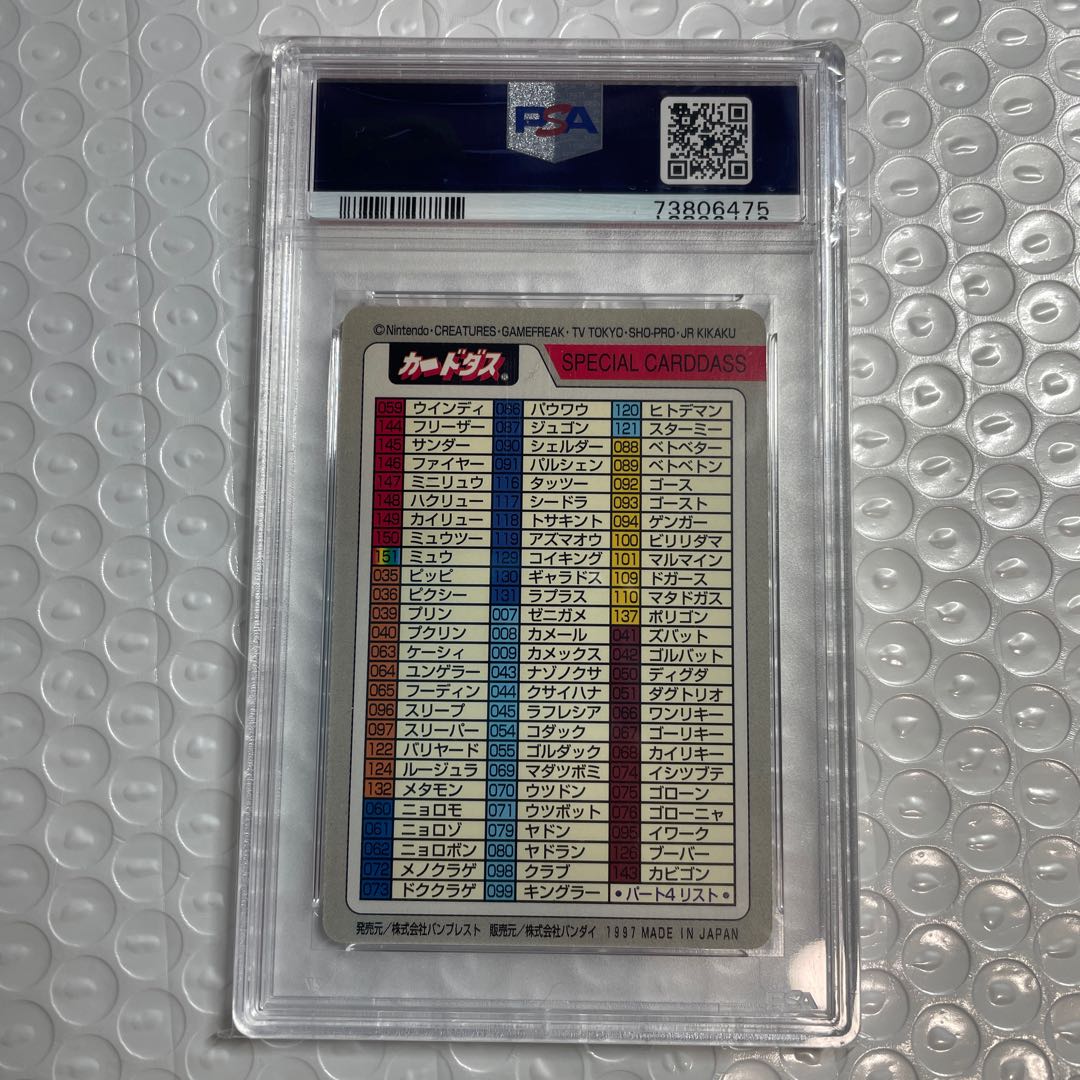 PSA
73806475
©Nintendo・CREATURES・GAMEFREAK・TV TOKYO・SHO-PRO・JR KIKAKU
カードダス® SPECIAL CARDDASS
059 ウインディ 086 パウワウ 120 ヒトデマン
144 フリーザー 087 ジュゴン 121 スターミー
145 サンダー 090 シェルダー 088 ベトベター
146 ファイヤー 091 パルシェン 089 ベトベトン
147 ミニリュウ 116 タッツー 092 ゴース
148 ハクリュー 117 シードラ 093 ゴースト
149 カイリュー 118 トサキント 094 ゲンガー
150 ミュウツー 119 アズマオウ 100 ビリリダマ
151 ミュウ 129 コイキング 101 マルマイン
035 ピッピ 130 ギャラドス 109 ドガース
036 ピクシー 131 ラプラス 110 マタドガス
039 プリン 007 ゼニガメ 137 ポリゴン
040 プクリン 008 カメール 041 ズバット
063 ケーシィ 009 カメックス 042 ゴルバット
064 ユンゲラー 043 ナゾノクサ 050 ディグダ
065 フーディン 044 クサイハナ 051 ダグトリオ
096 スリープ 045 ラフレシア 066 ワンリキー
097 スリーパー 054 コダック 067 ゴーリキー
122 バリヤード 055 ゴルダック 068 カイリキー
124 ルージュラ 069 マダツボミ 074 イシツブテ
132 メタモン 070 ウツドン 075 ゴローン
060 ニョロモ 071 ウツボット 076 ゴローニャ
061 ニョロゾ 079 ヤドン 095 イワーク
062 ニョロボン 080 ヤドラン 126 ブーバー
072 メノクラゲ 098 クラブ 143 カビゴン
073 ドククラゲ 099 キングラー •パート4 リスト•
発売元/株式会社バンプレスト 販売元/株式会社バンダイ 1997 MADE IN JAPAN
PSA